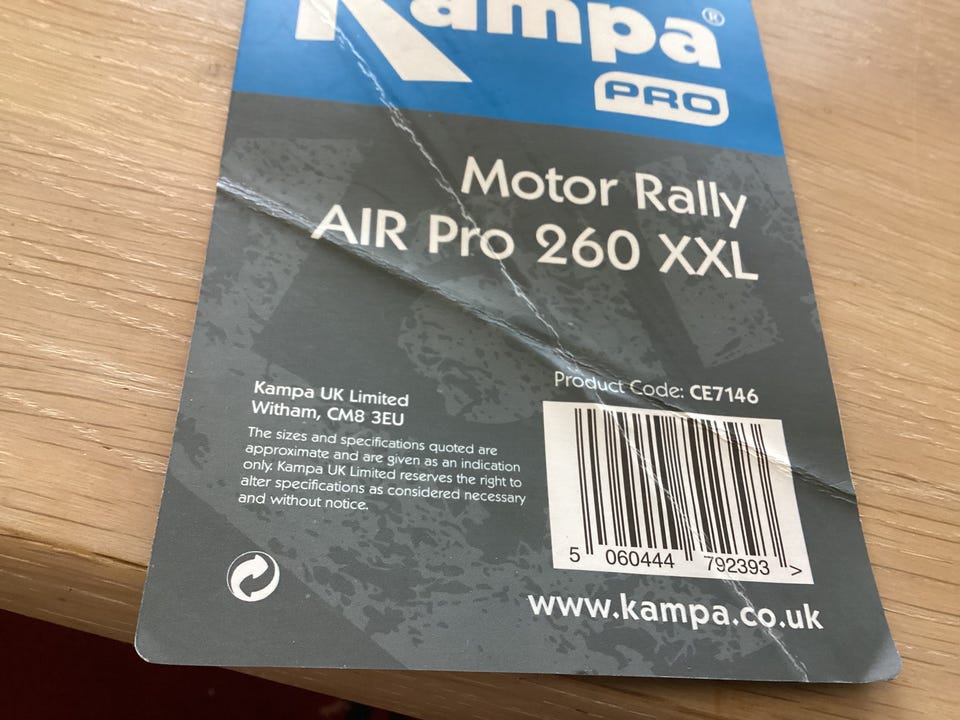 Kampa®
PRO
Motor Rally
AIR Pro 260 XXL
Product Code: CE7146
Kampa UK Limited
Witham, CM8 3EU
The sizes and specifications quoted are
approximate and are given as an indication
only. Kampa UK Limited reserves the right to
alter specifications as considered necessary
and without notice.
5 060444 792393 >
www.kampa.co.uk